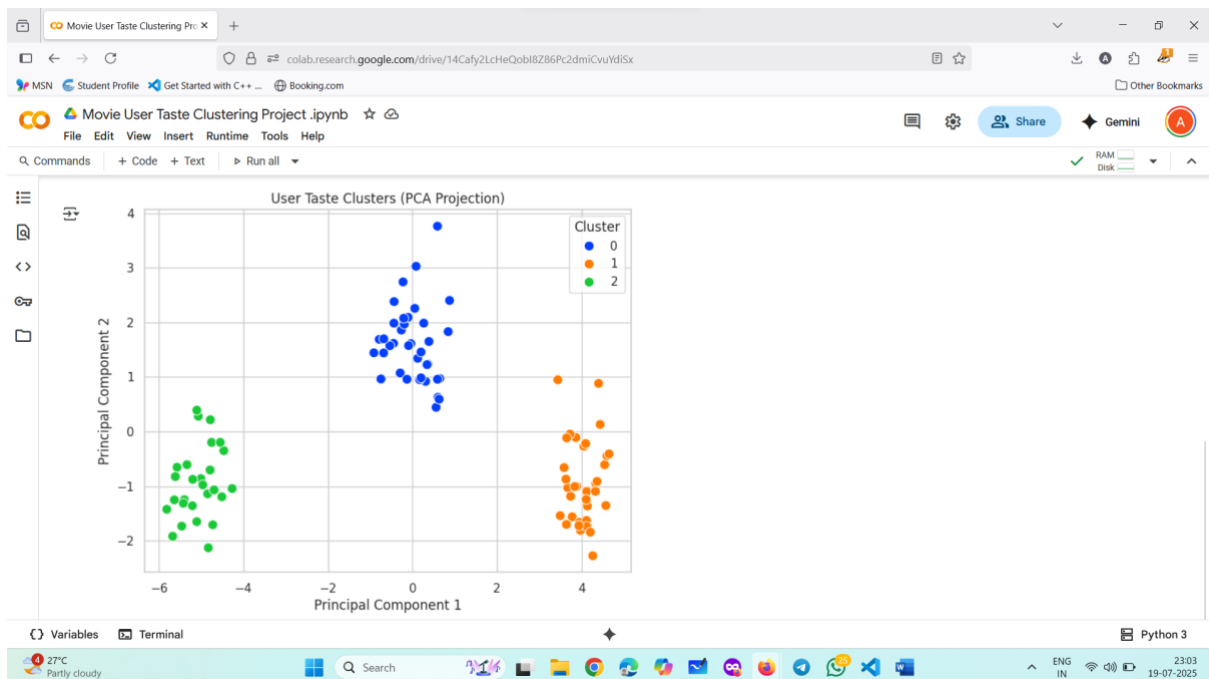 Movie User Taste Clustering Pro
colab.research.google.com/drive/14Cafy2LcHeQobI8Z86Pc2dmiCvuYdiSx
MSN
Student Profile
Get Started with C++ ...
Booking.com
Other Bookmarks
Movie User Taste Clustering Project .ipynb
Share
Gemini
A
File Edit View Insert Runtime Tools Help
Commands
+ Code
+ Text
Run all
RAM
Disk
User Taste Clusters (PCA Projection)
Cluster
0
1
2
4
3
2
1
0
−1
−2
Principal Component 2
−6 −4 −2 0 2 4
Principal Component 1
Variables
Terminal
Python 3
4
27°C
Partly cloudy
Search
25
ENG
IN
23:03
19-07-2025